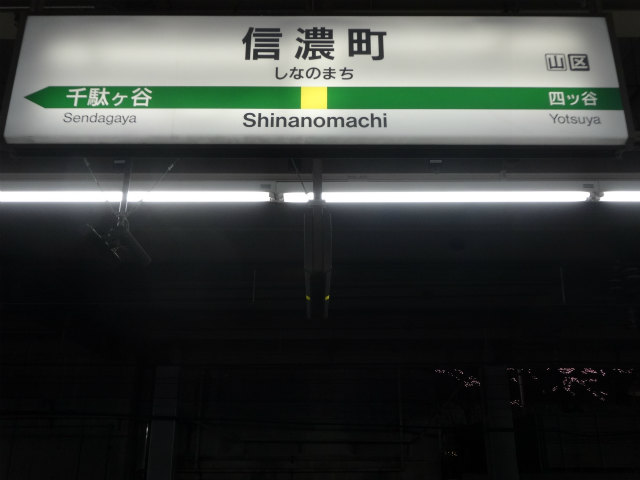 信濃町
しなのまち
山区
千駄ヶ谷
四ッ谷
Sendagaya
Shinanomachi
Yotsuya